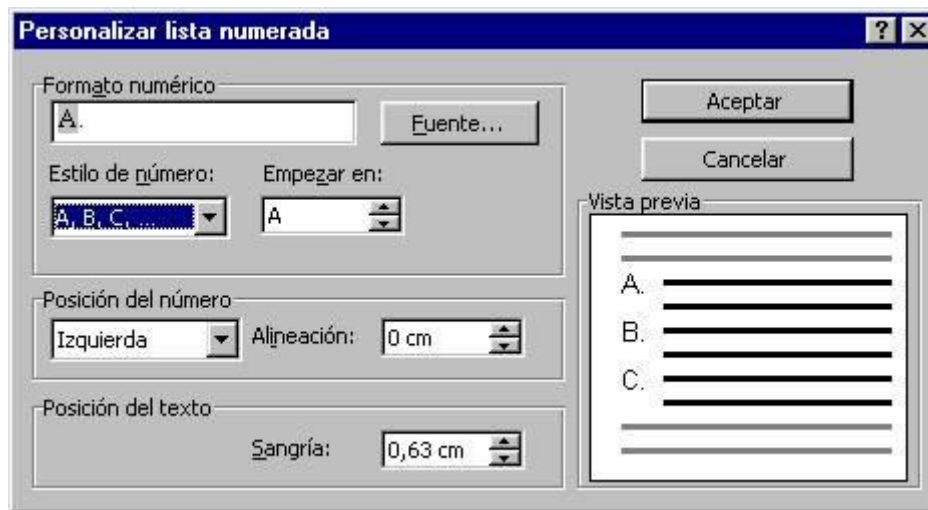 Personalizar lista numerada
Formato numérico
A.
Fuente...
Estilo de número:
Empezar en:
A, B, C, ...
A
Posición del número
Izquierda
Alineación:
0 cm
Posición del texto
Sangría:
0,63 cm
Aceptar
Cancelar
Vista previa
A.
B.
C.